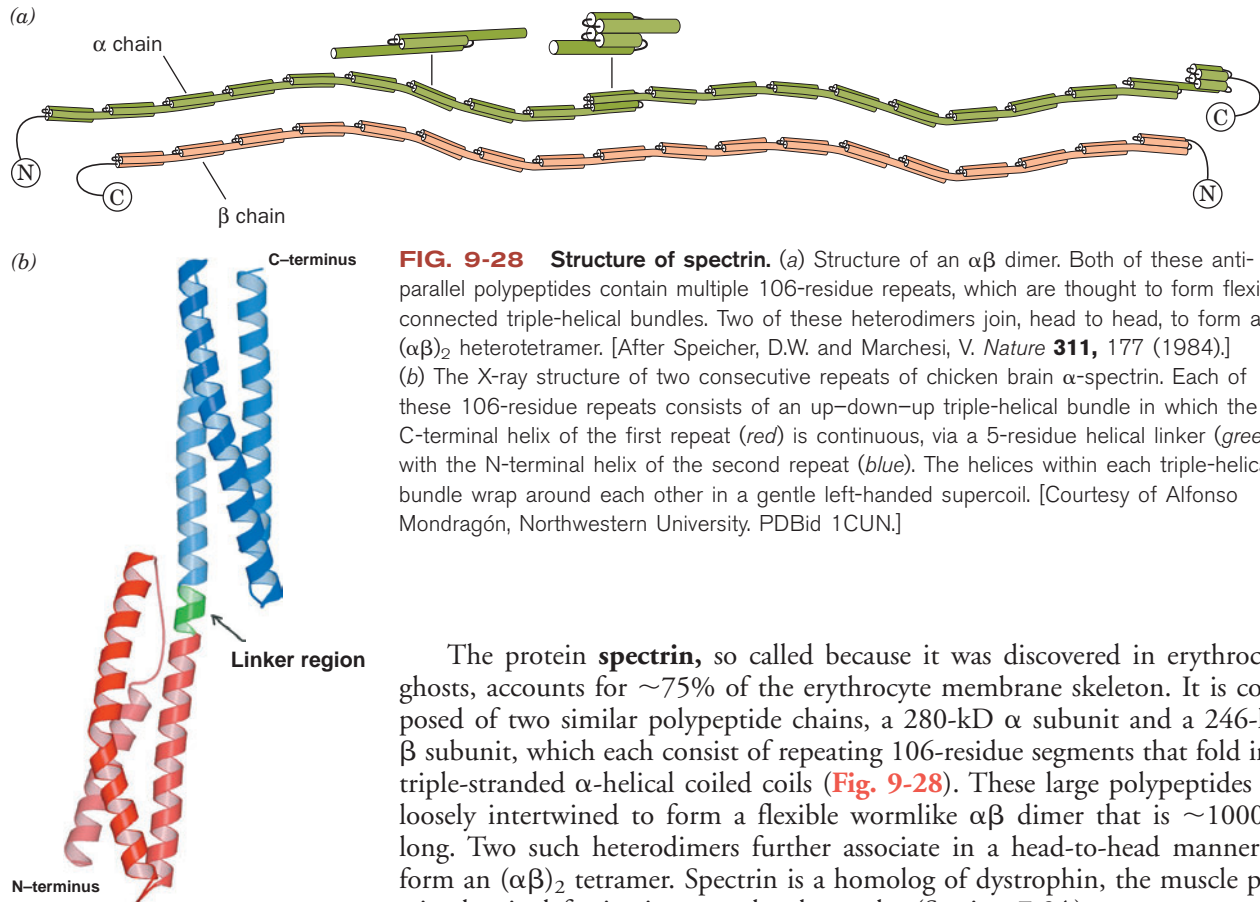 (a)
α chain
N
C
β chain
C
N
(b)
C–terminus
Linker region
N–terminus
FIG. 9-28 Structure of spectrin. (a) Structure of an αβ dimer. Both of these anti-
parallel polypeptides contain multiple 106-residue repeats, which are thought to form flexi
connected triple-helical bundles. Two of these heterodimers join, head to head, to form a
(αβ)₂ heterotetramer. [After Speicher, D.W. and Marchesi, V. Nature 311, 177 (1984).]
(b) The X-ray structure of two consecutive repeats of chicken brain α-spectrin. Each of
these 106-residue repeats consists of an up–down–up triple-helical bundle in which the
C-terminal helix of the first repeat (red) is continuous, via a 5-residue helical linker (gree
with the N-terminal helix of the second repeat (blue). The helices within each triple-helica
bundle wrap around each other in a gentle left-handed supercoil. [Courtesy of Alfonso
Mondragón, Northwestern University. PDBid 1CUN.]
The protein spectrin, so called because it was discovered in erythroc
ghosts, accounts for ~75% of the erythrocyte membrane skeleton. It is co
posed of two similar polypeptide chains, a 280-kD α subunit and a 246-
β subunit, which each consist of repeating 106-residue segments that fold i
triple-stranded α-helical coiled coils (Fig. 9-28). These large polypeptides
loosely intertwined to form a flexible wormlike αβ dimer that is ~1000
long. Two such heterodimers further associate in a head-to-head manner
form an (αβ)₂ tetramer. Spectrin is a homolog of dystrophin, the muscle p